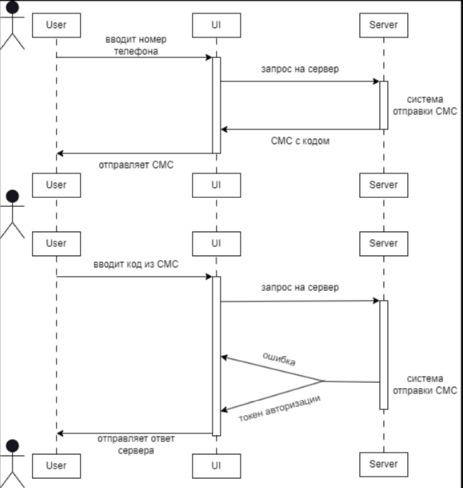 User
UI
Server
вводит номер
телефона
запрос на сервер
система
отправки СМС
СМС с кодом
отправляет СМС
User
UI
Server
User
UI
Server
вводит код из СМС
запрос на сервер
ошибка
система
отправки СМС
токен авторизации
отправляет ответ
сервера
User
UI
Server